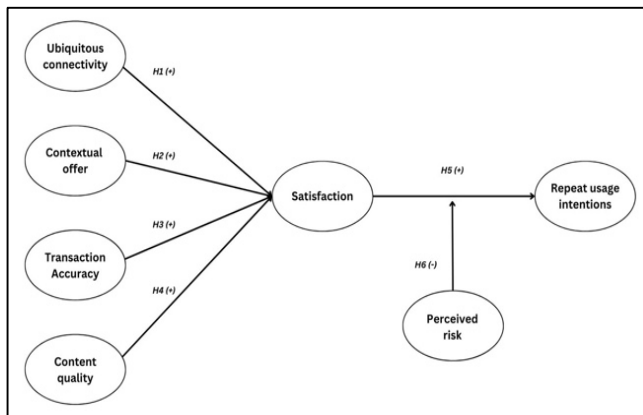 Ubiquitous
connectivity
H1 (+)
Contextual
offer
H2 (+)
H5 (+)
Satisfaction
Repeat usage
intentions
H3 (+)
Transaction
Accuracy
H6 (-)
H4 (+)
Perceived
risk
Content
quality